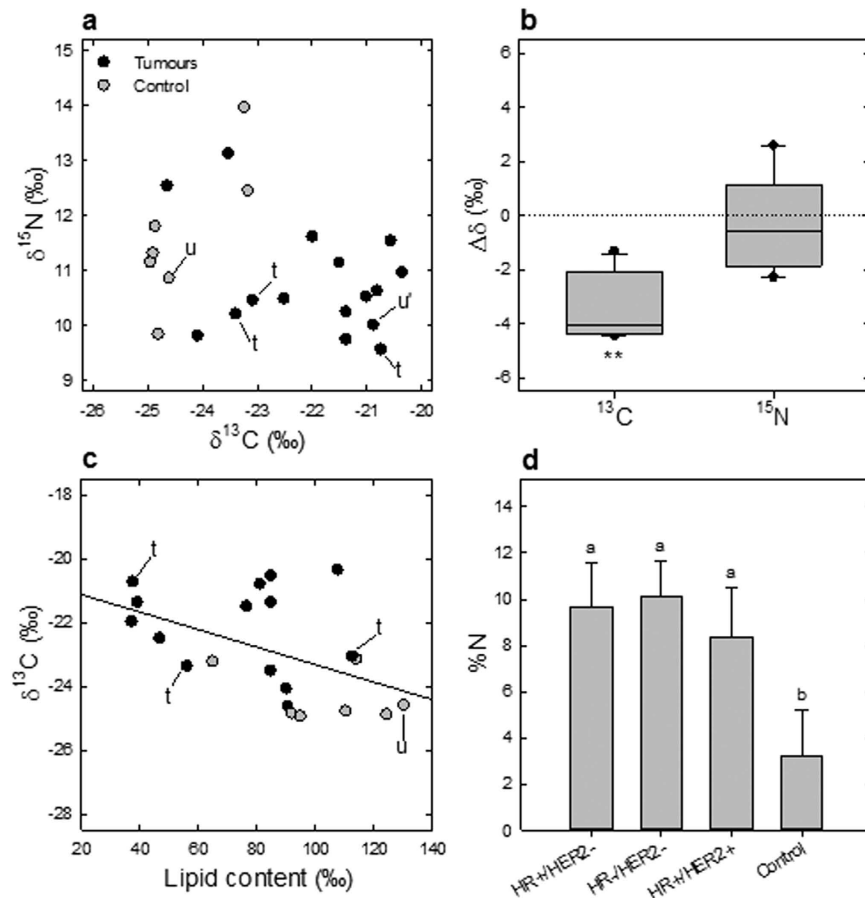 a
15
14
13
12
11
10
9
δ¹⁵N (‰)
Tumours
Control
u
t
t
u'
t
-26
-25
-24
-23
-22
-21
-20
δ¹³C (‰)
b
6
4
2
0
-2
-4
-6
Δδ (‰)
**
¹³C
¹⁵N
c
-18
-20
-22
-24
-26
-28
δ¹³C (‰)
t
t
t
u
20
40
60
80
100
120
140
Lipid content (‰)
d
14
12
10
8
6
4
2
0
%N
a
a
a
b
HR+/HER2-
HR-/HER2-
HR+/HER2+
Control